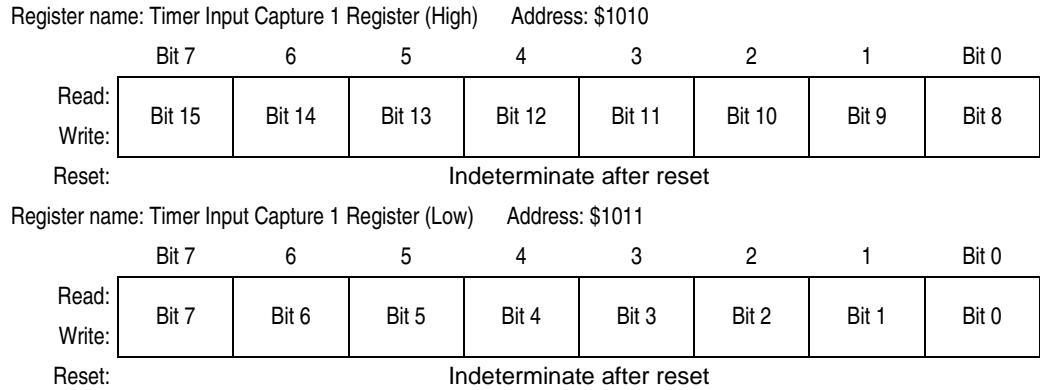 Register name: Timer Input Capture 1 Register (High) Address: $1010
Bit 7 6 5 4 3 2 1 Bit 0
Read:
Bit 15 Bit 14 Bit 13 Bit 12 Bit 11 Bit 10 Bit 9 Bit 8
Write:
Reset: Indeterminate after reset
Register name: Timer Input Capture 1 Register (Low) Address: $1011
Bit 7 6 5 4 3 2 1 Bit 0
Read:
Bit 7 Bit 6 Bit 5 Bit 4 Bit 3 Bit 2 Bit 1 Bit 0
Write:
Reset: Indeterminate after reset